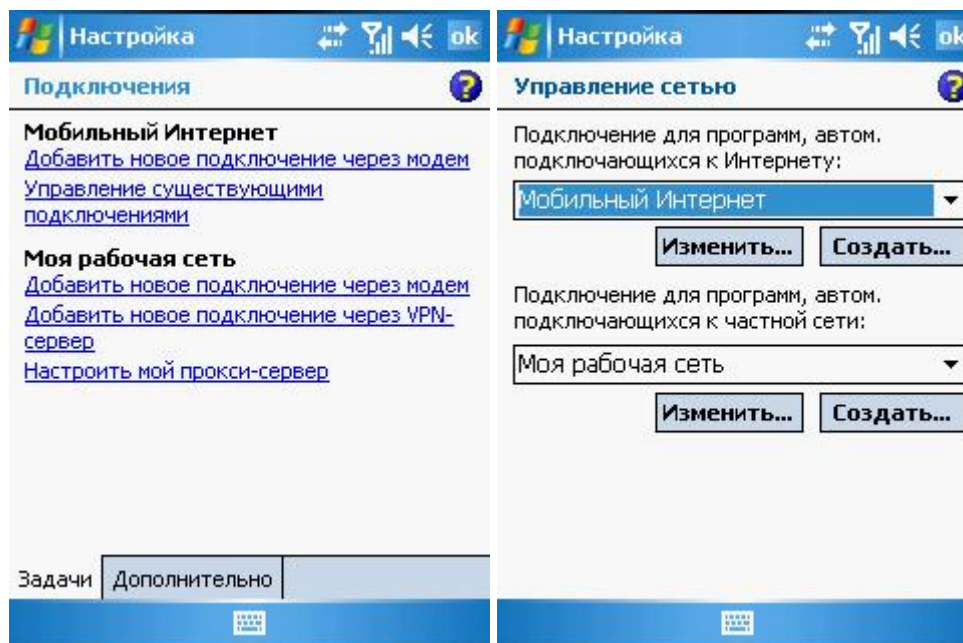 Настройка
ok
Подключения
Мобильный Интернет
Добавить новое подключение через модем
Управление существующими
подключениями
Моя рабочая сеть
Добавить новое подключение через модем
Добавить новое подключение через VPN-
сервер
Настроить мой прокси-сервер
Задачи
Дополнительно
Настройка
ok
Управление сетью
Подключение для программ, автом.
подключающихся к Интернету:
Мобильный Интернет
Изменить... Создать...
Подключение для программ, автом.
подключающихся к частной сети:
Моя рабочая сеть
Изменить... Создать...